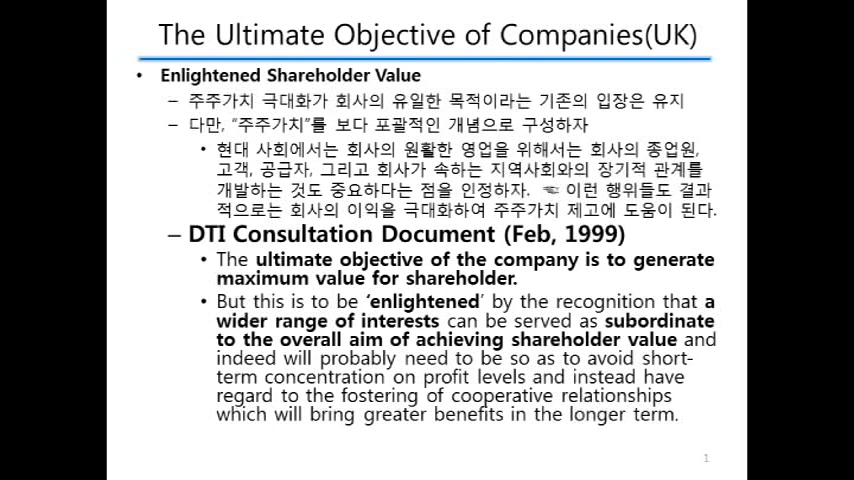 The Ultimate Objective of Companies(UK)
• Enlightened Shareholder Value
– 주주가치 극대화가 회사의 유일한 목적이라는 기존의 입장은 유지
– 다만, “주주가치”를 보다 포괄적인 개념으로 구성하자
• 현대 사회에서는 회사의 원활한 영업을 위해서는 회사의 종업원,
고객, 공급자, 그리고 회사가 속하는 지역사회와의 장기적 관계를
개발하는 것도 중요하다는 점을 인정하자. ☜ 이런 행위들도 결과
적으로는 회사의 이익을 극대화하여 주주가치 제고에 도움이 된다.
– DTI Consultation Document (Feb, 1999)
• The ultimate objective of the company is to generate
maximum value for shareholder.
• But this is to be ‘enlightened’ by the recognition that a
wider range of interests can be served as subordinate
to the overall aim of achieving shareholder value and
indeed will probably need to be so as to avoid short-
term concentration on profit levels and instead have
regard to the fostering of cooperative relationships
which will bring greater benefits in the longer term.
1